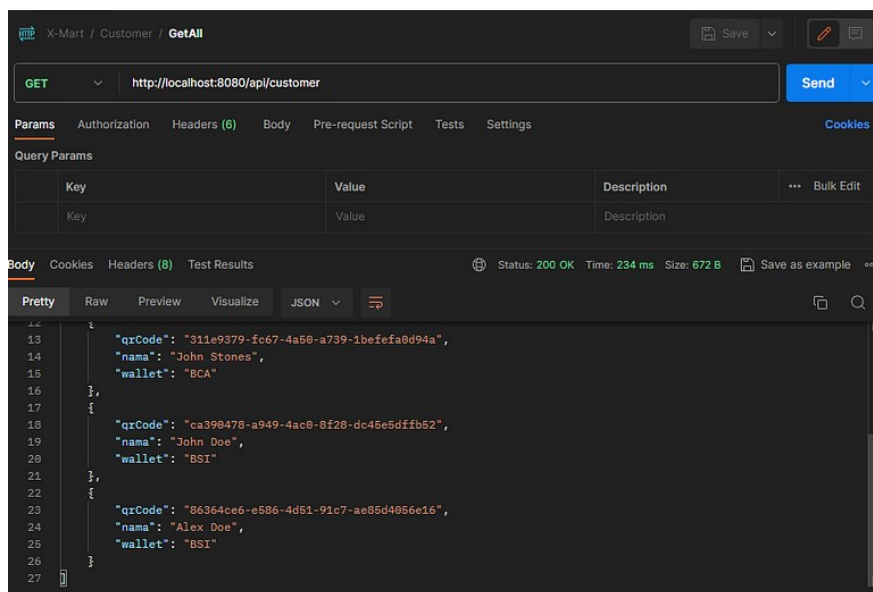 HTTP X-Mart / Customer / GetAll Save
GET http://localhost:8080/api/customer Send
Params Authorization Headers (6) Body Pre-request Script Tests Settings Cookies
Query Params
Key Value Description ••• Bulk Edit
Key Value Description
Body Cookies Headers (8) Test Results Status: 200 OK Time: 234 ms Size: 672 B Save as example
Pretty Raw Preview Visualize JSON
12 {
13 "qrCode": "311e9379-fc67-4a50-a739-1befefa0d94a",
14 "nama": "John Stones",
15 "wallet": "BCA"
16 },
17 {
18 "qrCode": "ca390478-a949-4ac0-8f28-dc45e5dffb52",
19 "nama": "John Doe",
20 "wallet": "BSI"
21 },
22 {
23 "qrCode": "86364ce6-e586-4d51-91c7-ae85d4056e16",
24 "nama": "Alex Doe",
25 "wallet": "BSI"
26 }
27 ]